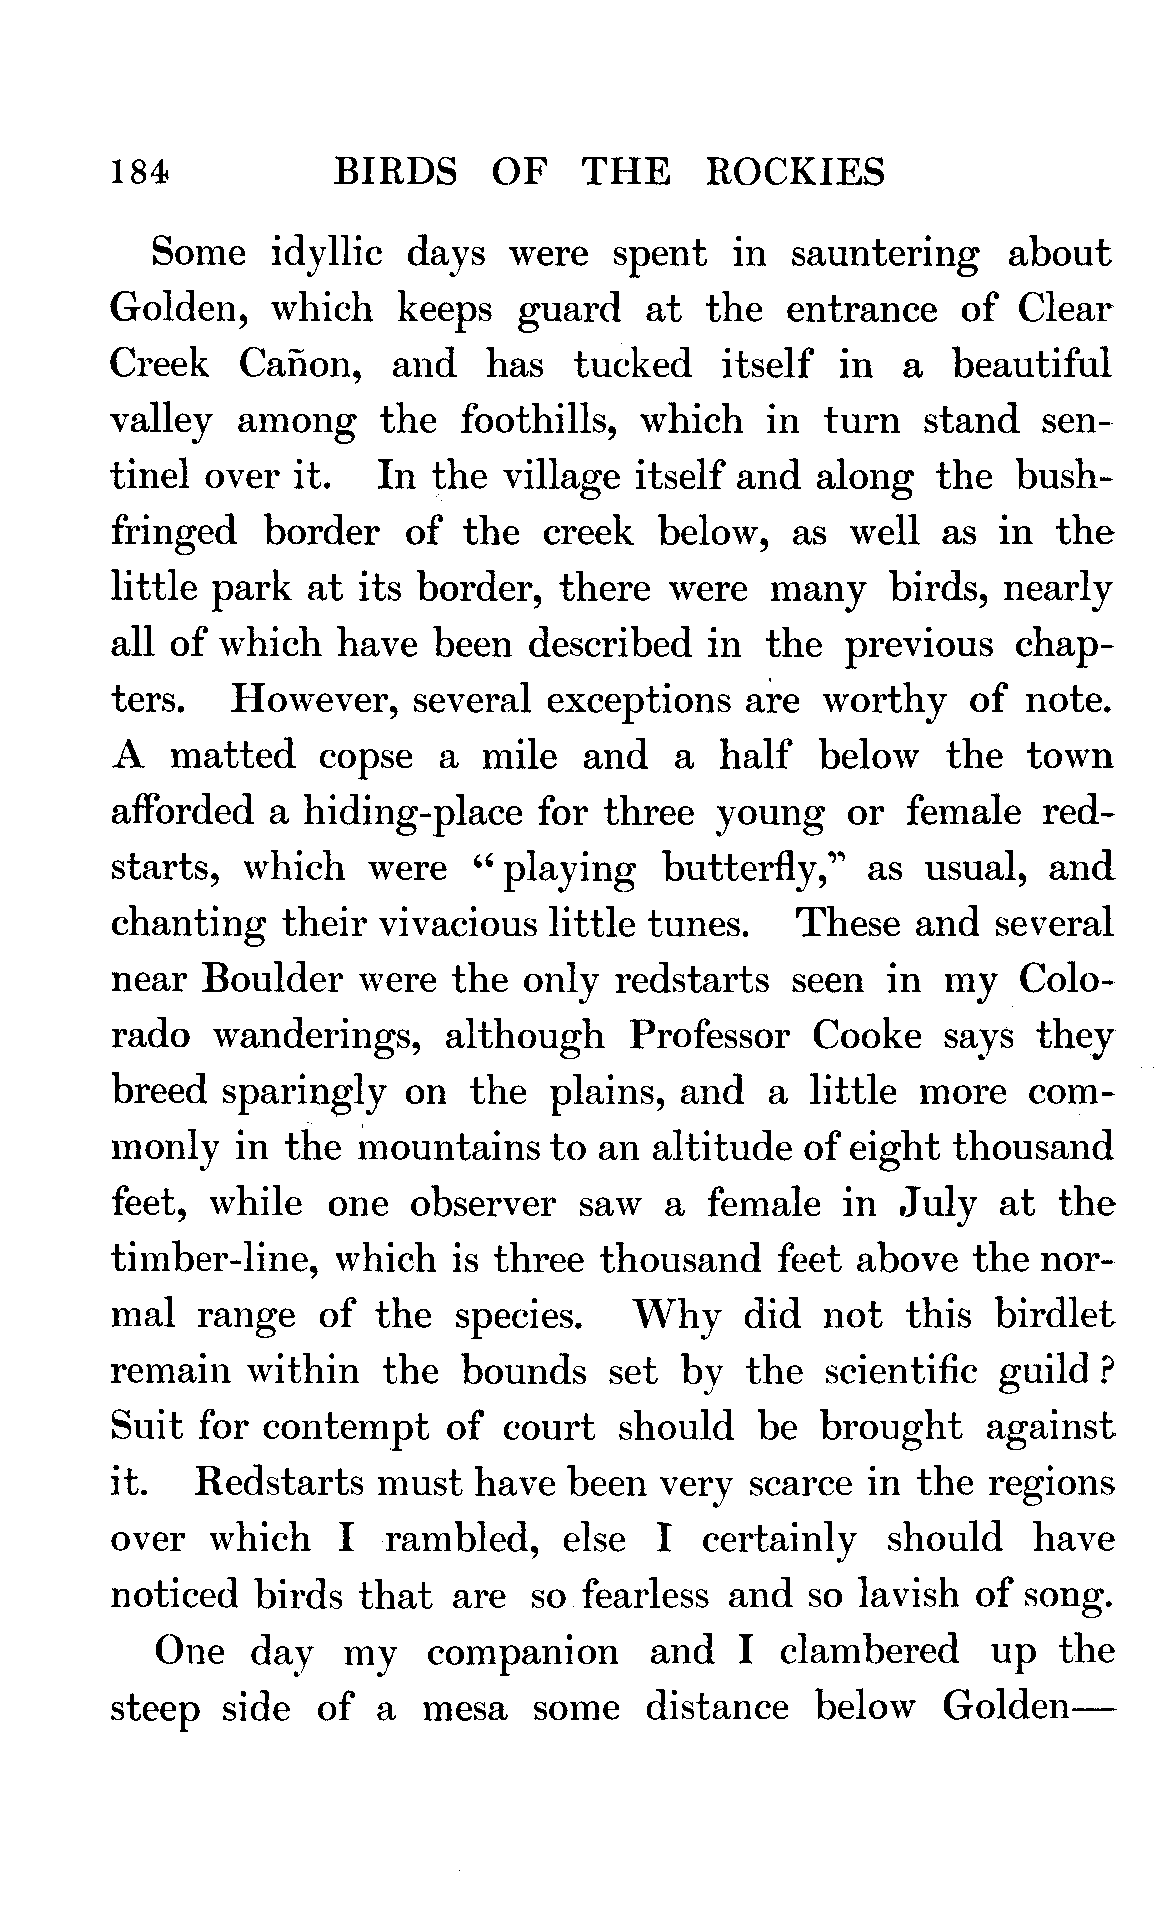 184 BIRDS OF THE ROCKIES
Some idyllic days were spent in sauntering about
Golden, which keeps guard at the entrance of Clear
Creek Cañon, and has tucked itself in a beautiful
valley among the foothills, which in turn stand sen-
tinel over it. In the village itself and along the bush-
fringed border of the creek below, as well as in the
little park at its border, there were many birds, nearly
all of which have been described in the previous chap-
ters. However, several exceptions are worthy of note.
A matted copse a mile and a half below the town
afforded a hiding-place for three young or female red-
starts, which were “playing butterfly,” as usual, and
chanting their vivacious little tunes. These and several
near Boulder were the only redstarts seen in my Colo-
rado wanderings, although Professor Cooke says they
breed sparingly on the plains, and a little more com-
monly in the mountains to an altitude of eight thousand
feet, while one observer saw a female in July at the
timber-line, which is three thousand feet above the nor-
mal range of the species. Why did not this birdlet
remain within the bounds set by the scientific guild?
Suit for contempt of court should be brought against
it. Redstarts must have been very scarce in the regions
over which I rambled, else I certainly should have
noticed birds that are so fearless and so lavish of song.
One day my companion and I clambered up the
steep side of a mesa some distance below Golden—